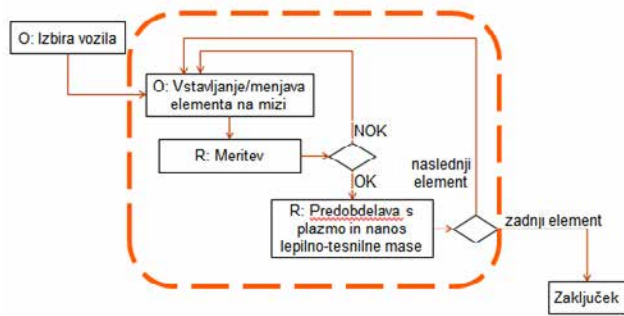 O: Izbira vozila
O: Vstavljanje/menjava
elementa na mizi
NOK
R: Meritev
naslednji
element
OK
R: Predobdelava s
plazmo in nanos
lepilno-tesnilne mase
zadnji element
Zaključek